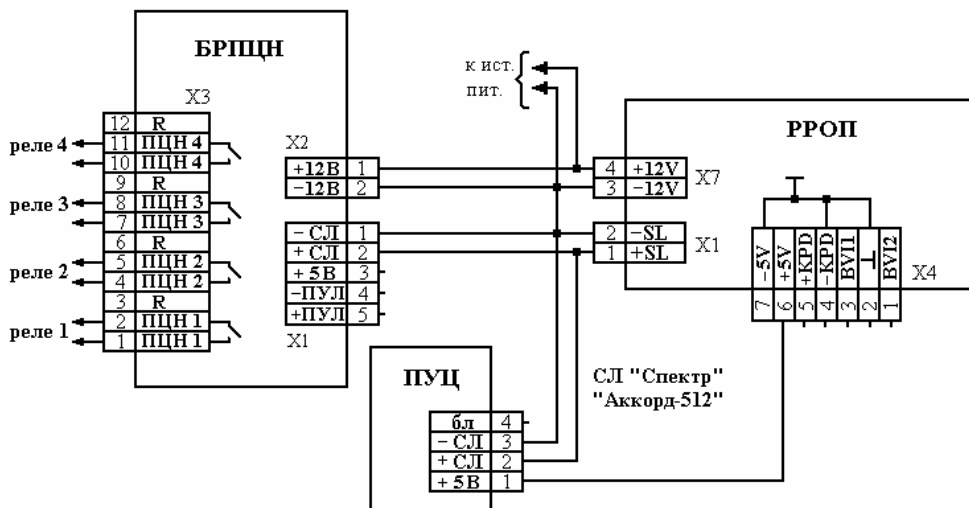 БРПЦН
X3
12 R
реле 4 11 ПЦН 4
10 ПЦН 4
9 R
реле 3 8 ПЦН 3
7 ПЦН 3
6 R
реле 2 5 ПЦН 2
4 ПЦН 2
3 R
реле 1 2 ПЦН 1
1 ПЦН 1
X2
+12В 1
−12В 2
− СЛ 1
+ СЛ 2
+ 5В 3
−ПУЛ 4
+ПУЛ 5
X1
к ист.
пит.
РРОП
4 +12V
3 −12V
X7
2 −SL
1 +SL
X1
7 −5V
6 +5V
5 +KPD
4 −KPD
3 BVI1
2 ⊥
1 BVI2
X4
ПУЦ
бл 4
− СЛ 3
+ СЛ 2
+ 5В 1
СЛ "Спектр"
"Аккорд-512"